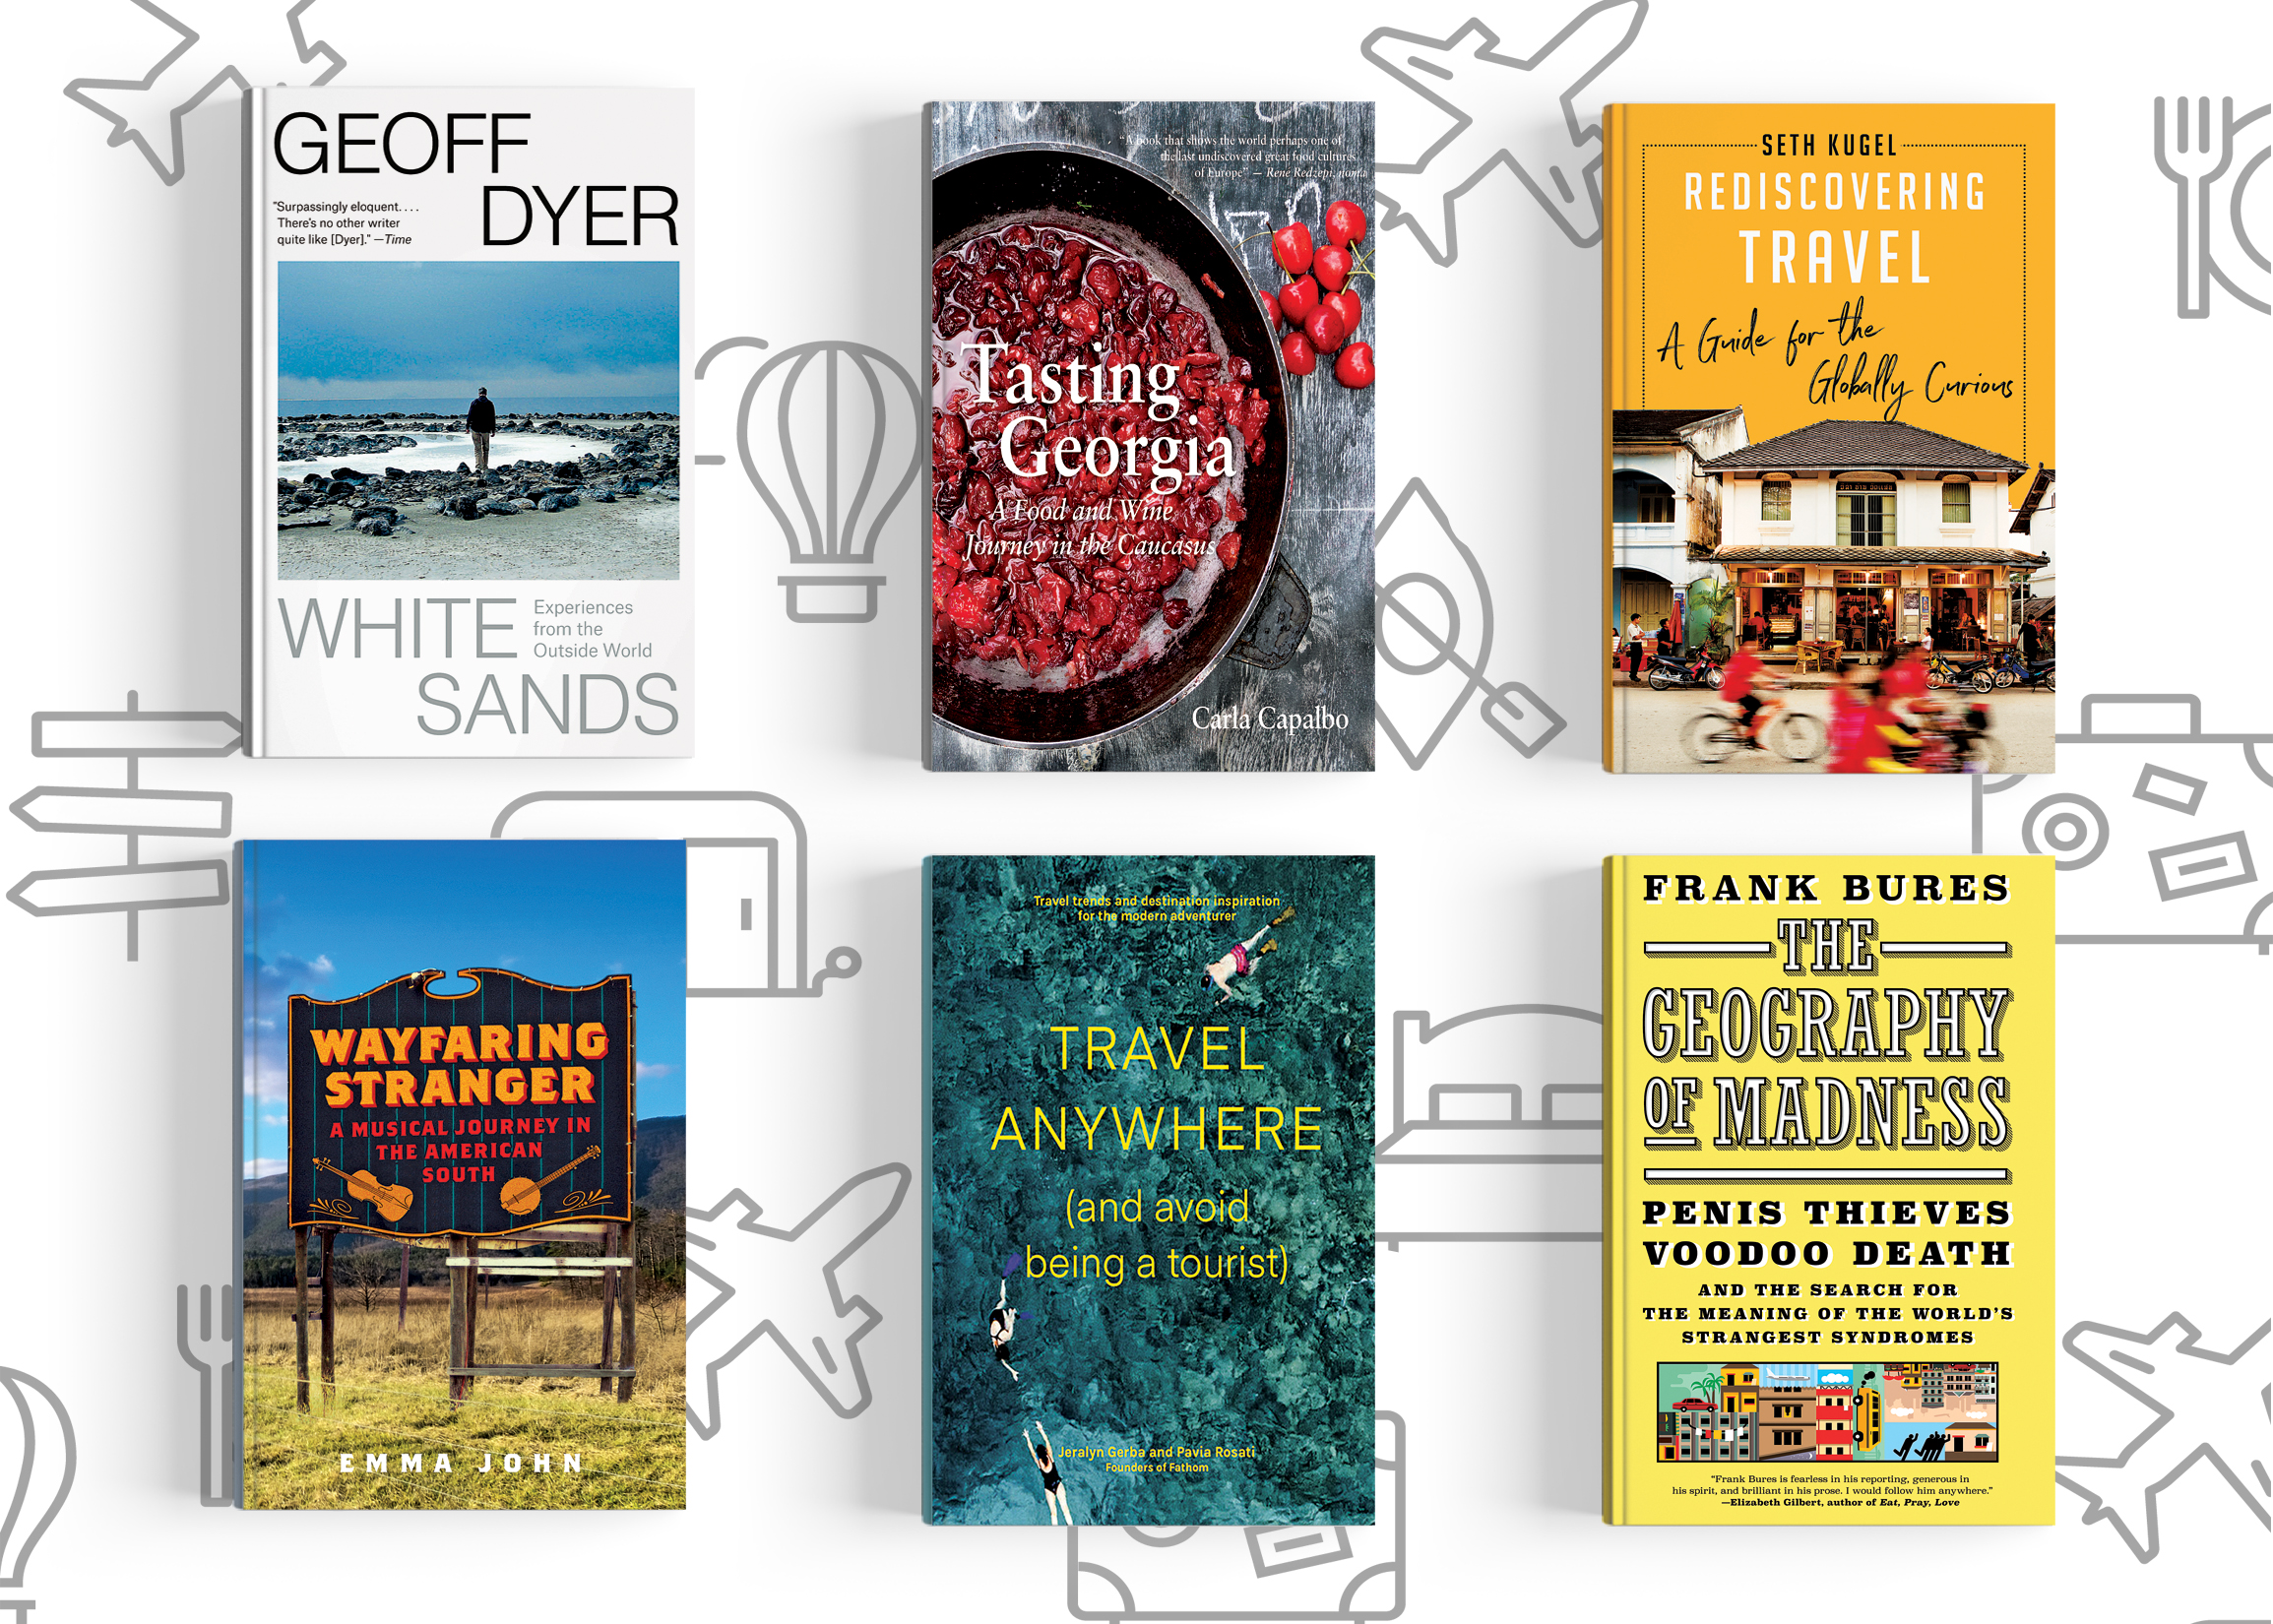 GEOFF
DYER
"Surpassingly eloquent. . . .
There's no other writer
quite like [Dyer]." —Time
WHITE
SANDS
Experiences
from the
Outside World
"A book that shows the world perhaps one of
the last undiscovered great food cultures
of Europe" — Rene Redzepi, noma
Tasting
Georgia
A Food and Wine
Journey in the Caucasus
Carla Capalbo
SETH KUGEL
REDISCOVERING
TRAVEL
A Guide for the
Globally Curious
WAYFARING
STRANGER
A MUSICAL JOURNEY IN
THE AMERICAN
SOUTH
EMMA JOHN
Travel trends and destination inspiration
for the modern adventurer
TRAVEL
ANYWHERE
(and avoid
being a tourist)
Jeralyn Gerba and Pavia Rosati
Founders of Fathom
FRANK BURES
THE
GEOGRAPHY
OF MADNESS
PENIS THIEVES
VOODOO DEATH
AND THE SEARCH FOR
THE MEANING OF THE WORLD'S
STRANGEST SYNDROMES
"Frank Bures is fearless in his reporting, generous in
his spirit, and brilliant in his prose. I would follow him anywhere."
—Elizabeth Gilbert, author of Eat, Pray, Love